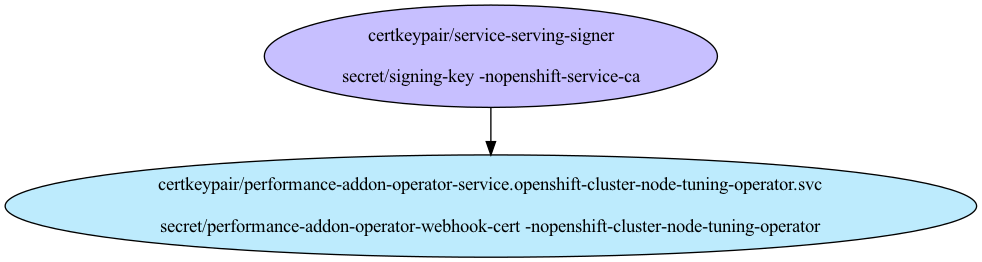 certkeypair/service-serving-signer
secret/signing-key -nopenshift-service-ca
certkeypair/performance-addon-operator-service.openshift-cluster-node-tuning-operator.svc
secret/performance-addon-operator-webhook-cert -nopenshift-cluster-node-tuning-operator